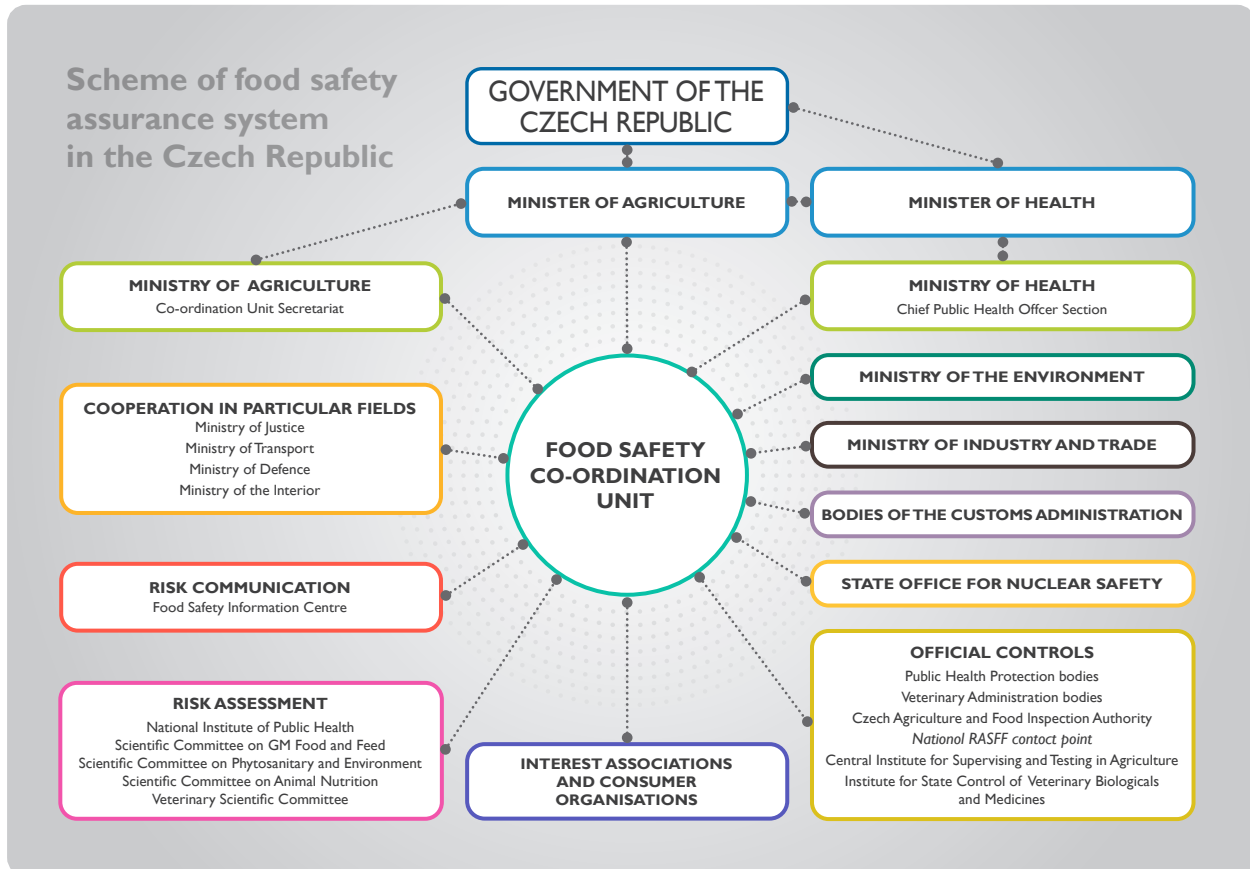 Scheme of food safety
assurance system
in the Czech Republic
GOVERNMENT OF THE
CZECH REPUBLIC
MINISTER OF AGRICULTURE
MINISTER OF HEALTH
MINISTRY OF AGRICULTURE
Co-ordination Unit Secretariat
MINISTRY OF HEALTH
Chief Public Health Offcer Section
COOPERATION IN PARTICULAR FIELDS
Ministry of Justice
Ministry of Transport
Ministry of Defence
Ministry of the Interior
FOOD SAFETY
CO-ORDINATION
UNIT
MINISTRY OF THE ENVIRONMENT
MINISTRY OF INDUSTRY AND TRADE
BODIES OF THE CUSTOMS ADMINISTRATION
STATE OFFICE FOR NUCLEAR SAFETY
RISK COMMUNICATION
Food Safety Information Centre
RISK ASSESSMENT
National Institute of Public Health
Scientific Committee on GM Food and Feed
Scientific Committee on Phytosanitary and Environment
Scientific Committee on Animal Nutrition
Veterinary Scientific Committee
INTEREST ASSOCIATIONS
AND CONSUMER
ORGANISATIONS
OFFICIAL CONTROLS
Public Health Protection bodies
Veterinary Administration bodies
Czech Agriculture and Food Inspection Authority
Nationol RASFF contoct point
Central Institute for Supervising and Testing in Agriculture
Institute for State Control of Veterinary Biologicals
and Medicines